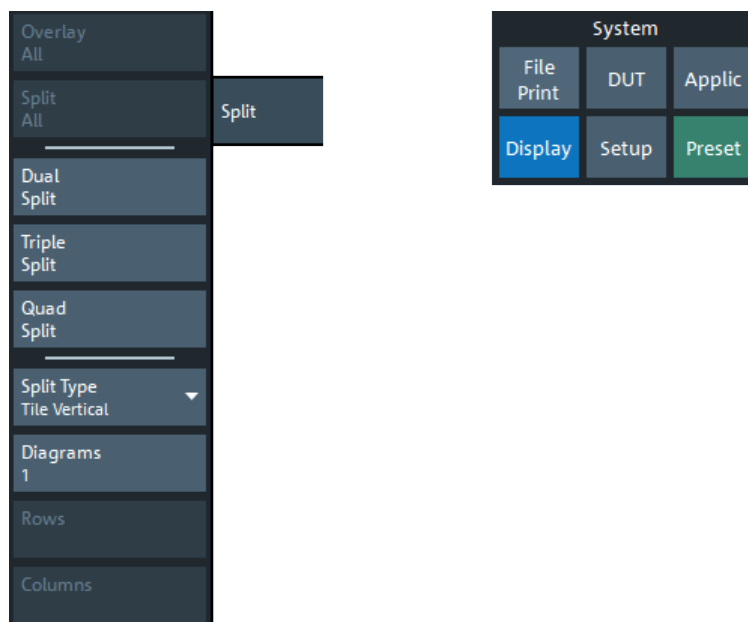 Overlay
All
Split
All
Split
Dual
Split
Triple
Split
Quad
Split
Split Type
Tile Vertical
Diagrams
1
Rows
Columns
System
File
Print
DUT
Applic
Display
Setup
Preset